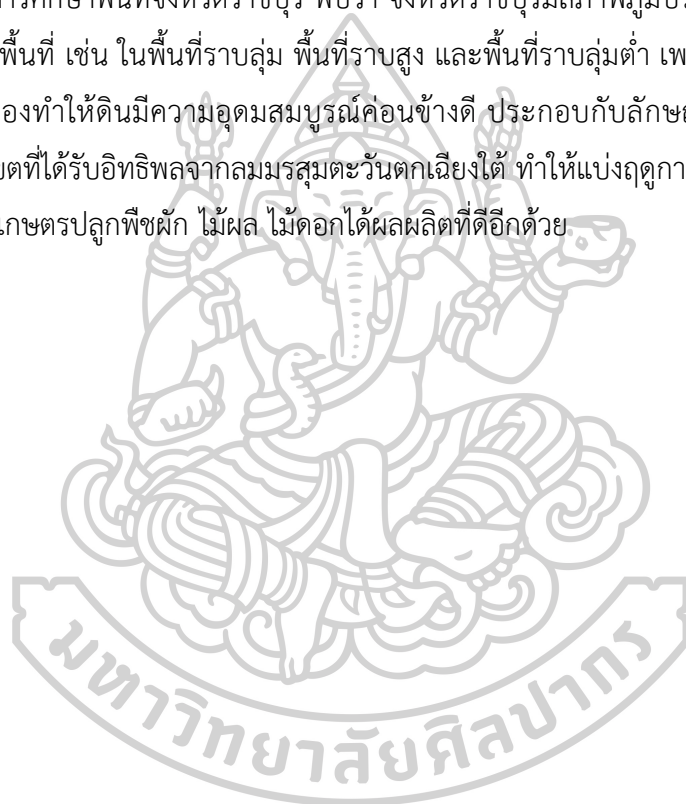 พื้นที่ เช่น ในพื้นที่ราบลุ่ม พื้นที่ราบสูง และพื้นที่ราบลุ่มต่ำ
องทำให้ดินมีความอุดมสมบูรณ์ค่อนข้างดี ประกอบกับ
ที่ได้รับอิทธิพลจากลมมรสุมตะวันตกเฉียงใต้ ทำให้แบ่งฤดู
เกษตรปลูกพืชผัก ไม้ผล ไม้ดอกได้ผลผลิตที่ดีอีกด้วย
มหาวิทยาลัยศิลปากร